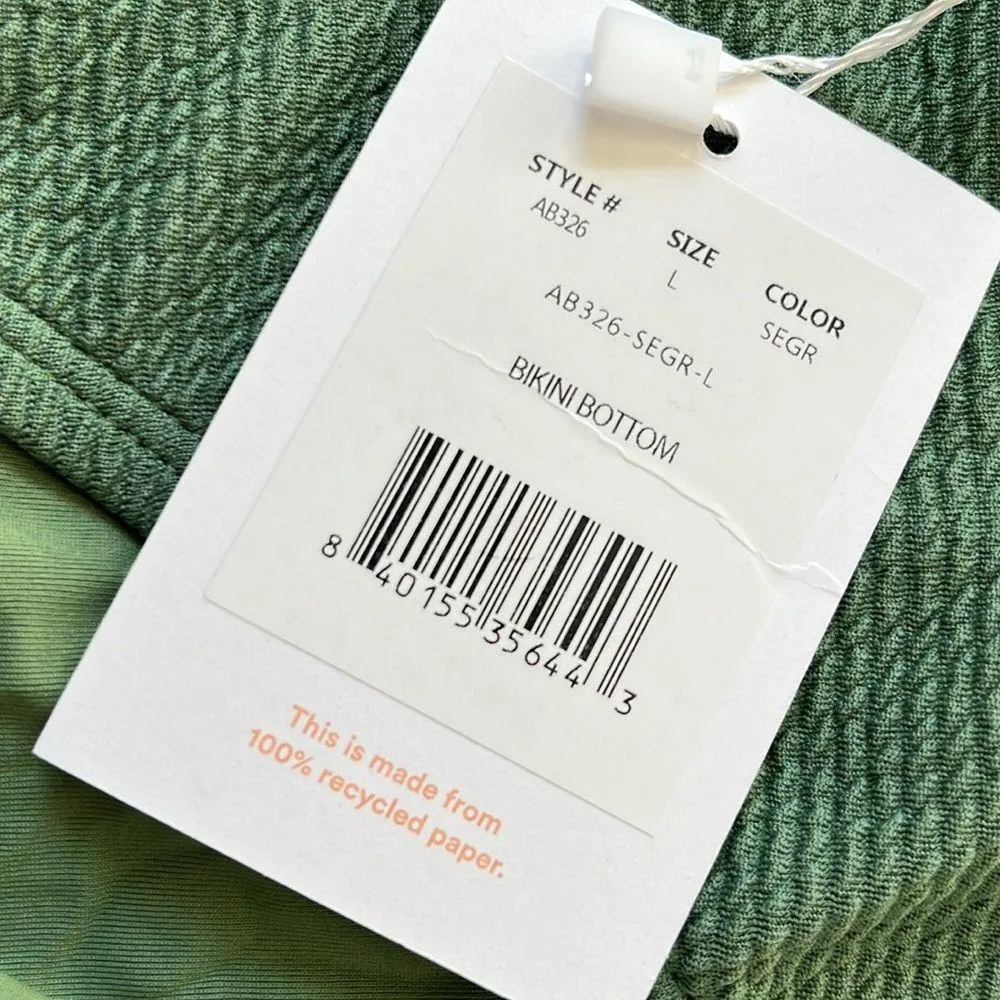 STYLE #
AB326
SIZE
L
COLOR
SEGR
AB326-SEGR-L
BIKINI BOTTOM
8 40155 35644 3
This is made from
100% recycled paper.